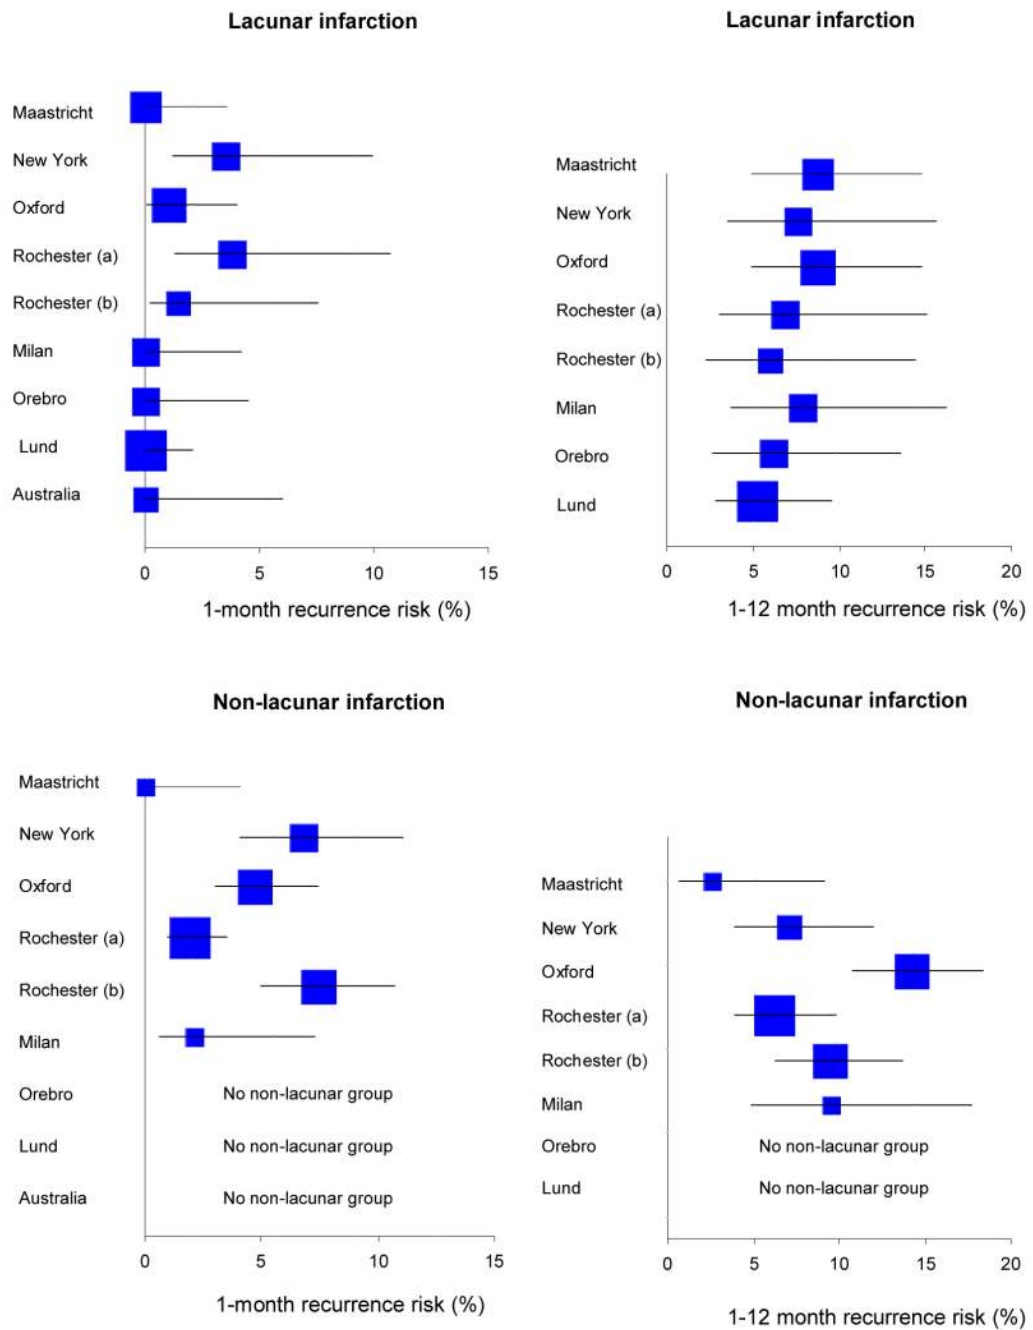 Lacunar infarction
Maastricht
New York
Oxford
Rochester (a)
Rochester (b)
Milan
Orebro
Lund
Australia
0 5 10 15
1-month recurrence risk (%)
Lacunar infarction
Maastricht
New York
Oxford
Rochester (a)
Rochester (b)
Milan
Orebro
Lund
0 5 10 15 20
1-12 month recurrence risk (%)
Non-lacunar infarction
Maastricht
New York
Oxford
Rochester (a)
Rochester (b)
Milan
Orebro No non-lacunar group
Lund No non-lacunar group
Australia No non-lacunar group
0 5 10 15
1-month recurrence risk (%)
Non-lacunar infarction
Maastricht
New York
Oxford
Rochester (a)
Rochester (b)
Milan
Orebro No non-lacunar group
Lund No non-lacunar group
0 5 10 15 20
1-12 month recurrence risk (%)